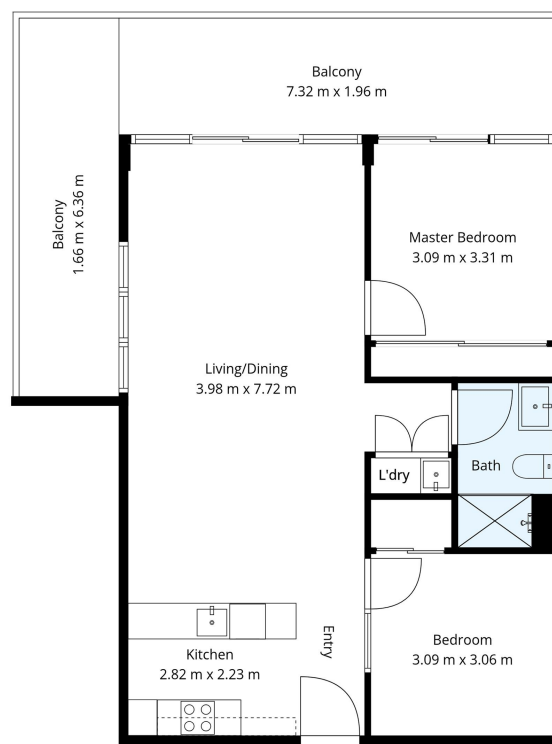 Balcony
7.32 m x 1.96 m
Balcony
1.66 m x 6.36 m
Master Bedroom
3.09 m x 3.31 m
Living/Dining
3.98 m x 7.72 m
L'dry
Bath
Entry
Kitchen
2.82 m x 2.23 m
Bedroom
3.09 m x 3.06 m